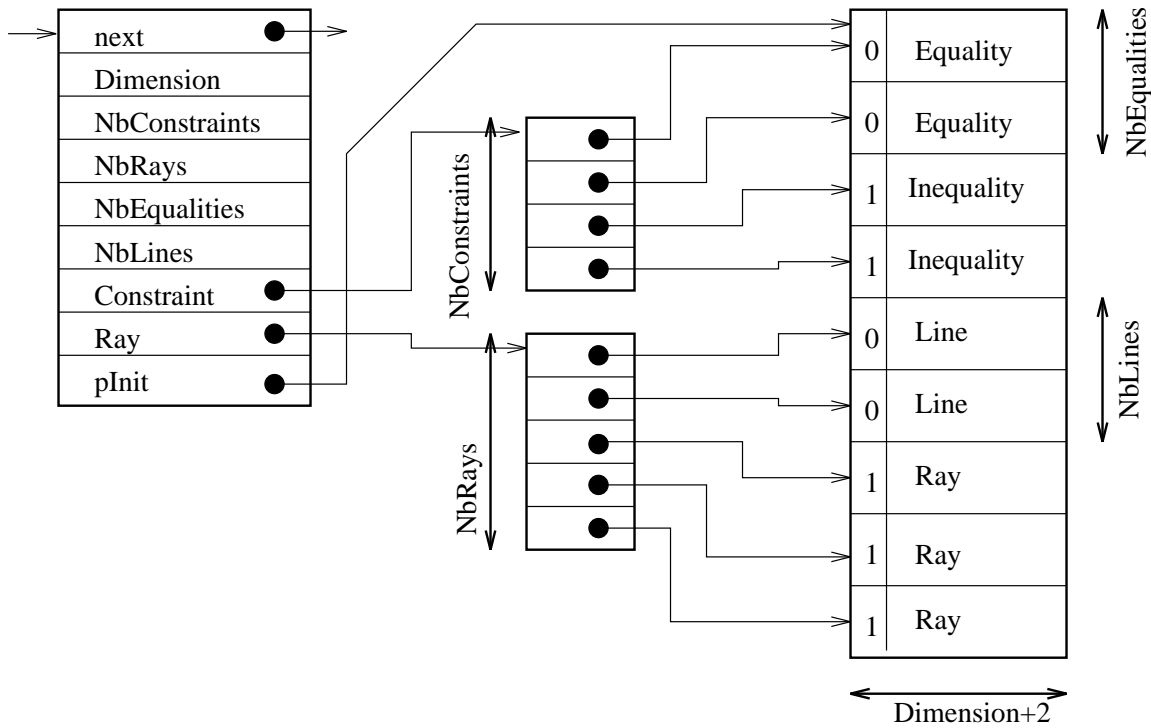 next
Dimension
NbConstraints
NbRays
NbEqualities
NbLines
Constraint
Ray
pInit
NbConstraints
NbRays
0 Equality
0 Equality
1 Inequality
1 Inequality
0 Line
0 Line
1 Ray
1 Ray
1 Ray
NbEqualities
NbLines
Dimension+2